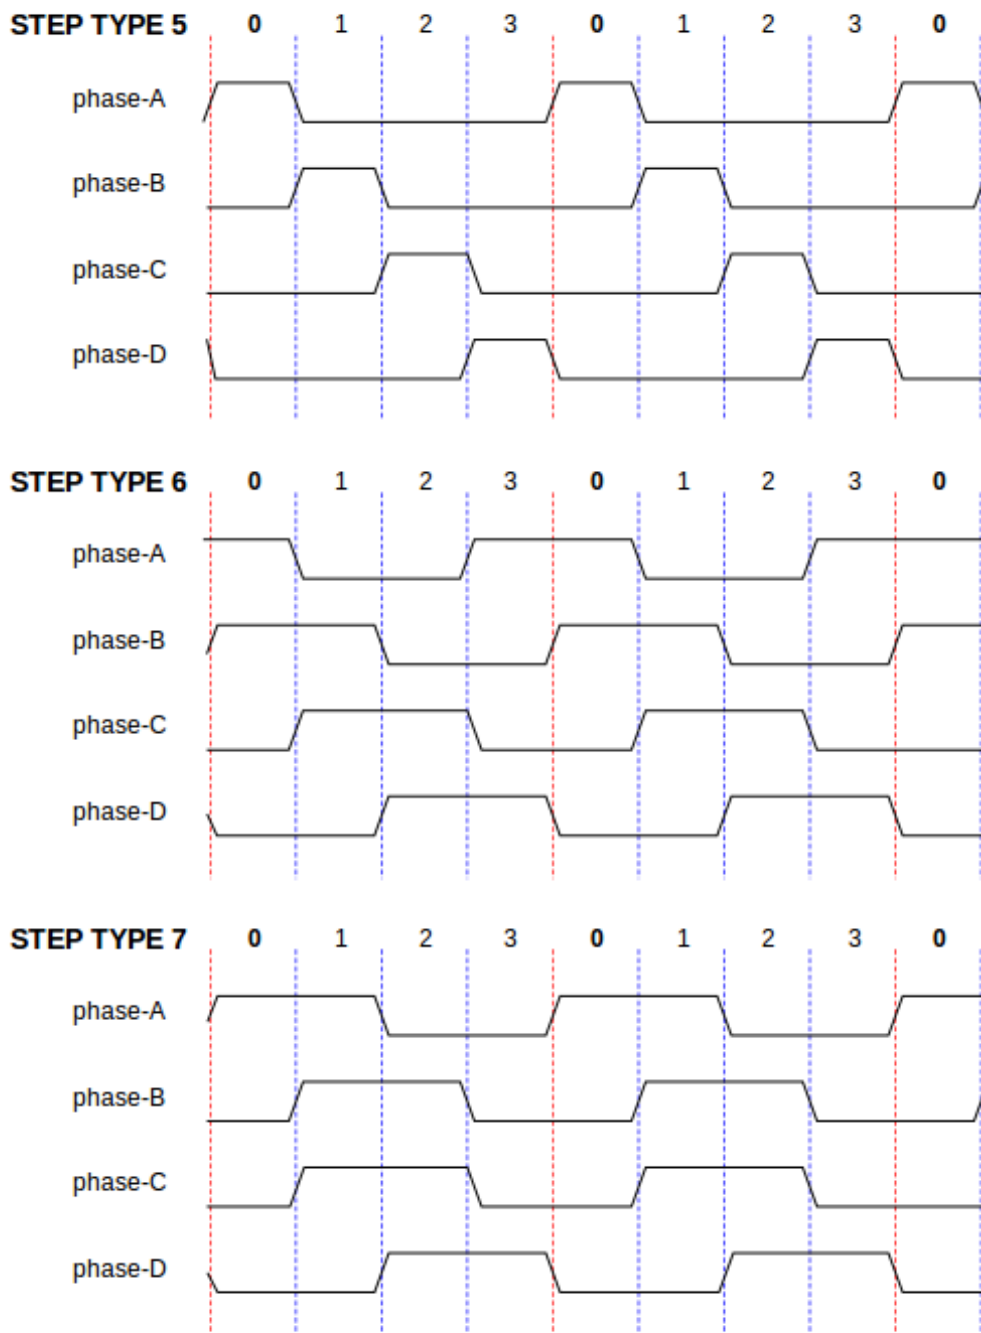 STEP TYPE 5 0 1 2 3 0 1 2 3 0
phase-A
phase-B
phase-C
phase-D
STEP TYPE 6 0 1 2 3 0 1 2 3 0
phase-A
phase-B
phase-C
phase-D
STEP TYPE 7 0 1 2 3 0 1 2 3 0
phase-A
phase-B
phase-C
phase-D